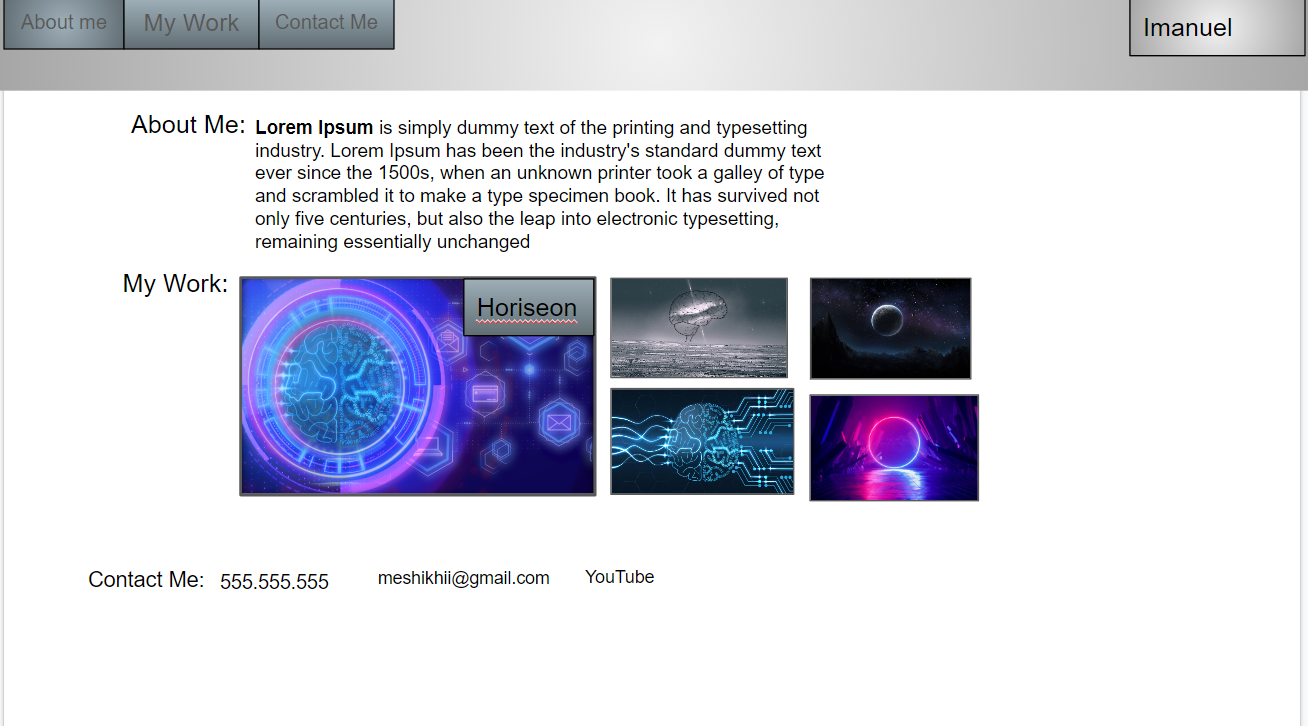 About me
My Work
Contact Me
Imanuel
About Me:
Lorem Ipsum is simply dummy text of the printing and typesetting
industry. Lorem Ipsum has been the industry's standard dummy text
ever since the 1500s, when an unknown printer took a galley of type
and scrambled it to make a type specimen book. It has survived not
only five centuries, but also the leap into electronic typesetting,
remaining essentially unchanged
My Work:
Horiseon
Contact Me:
555.555.555
meshikhii@gmail.com
YouTube